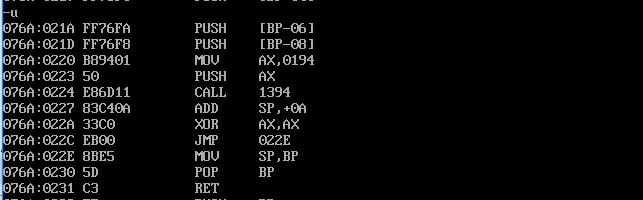 -u
076A:021A FF76FA PUSH [BP-06]
076A:021D FF76F8 PUSH [BP-08]
076A:0220 B89401 MOV AX,0194
076A:0223 50 PUSH AX
076A:0224 E86D11 CALL 1394
076A:0227 83C40A ADD SP,+0A
076A:022A 33C0 XOR AX,AX
076A:022C EB00 JMP 022E
076A:022E 8BE5 MOV SP,BP
076A:0230 5D POP BP
076A:0231 C3 RET